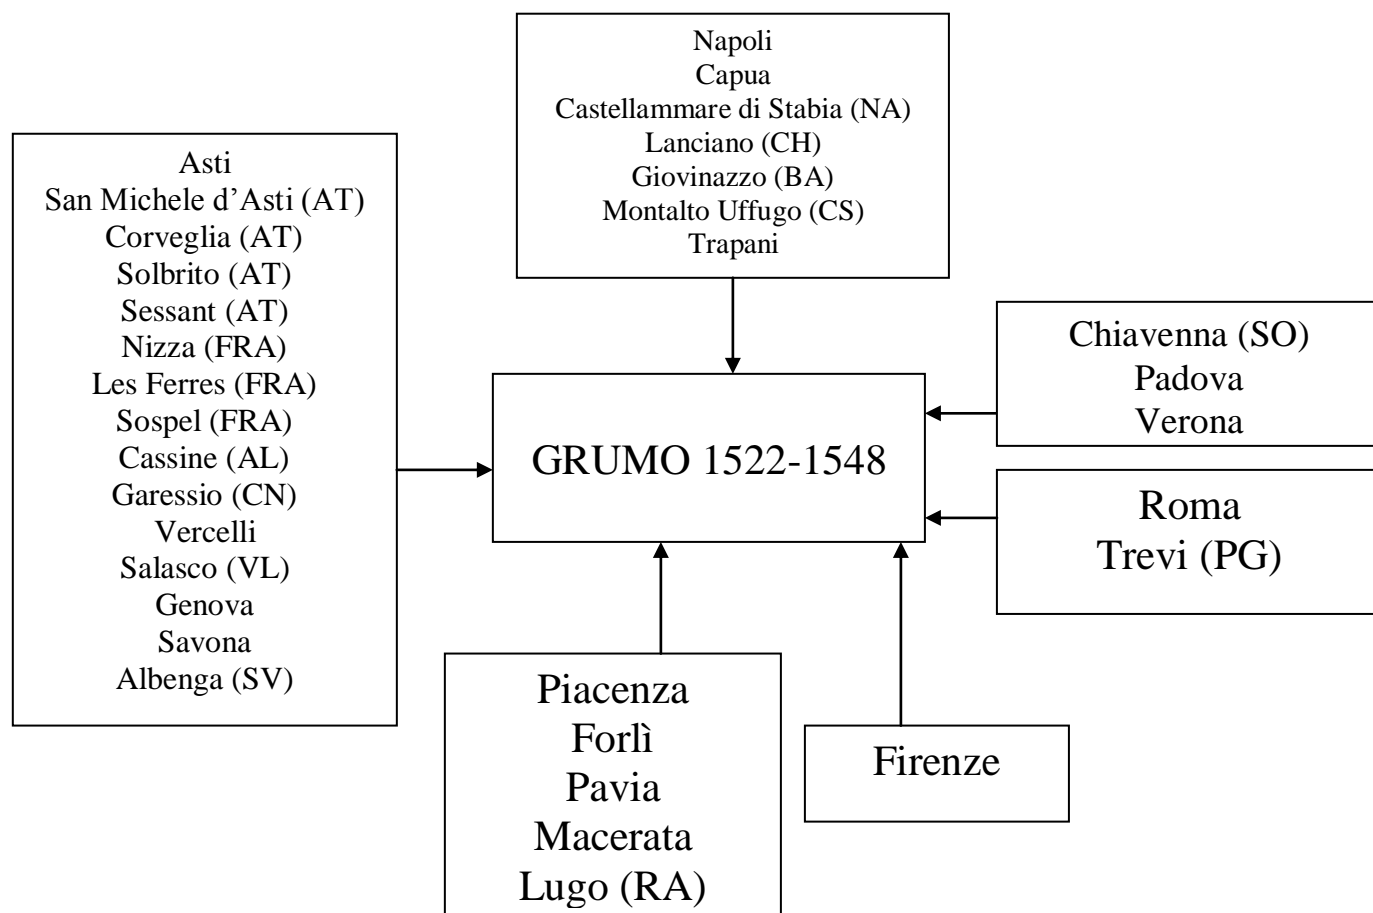 Napoli
Capua
Castellammare di Stabia (NA)
Lanciano (CH)
Giovinazzo (BA)
Montalto Uffugo (CS)
Trapani
Asti
San Michele d’Asti (AT)
Corveglia (AT)
Solbrito (AT)
Sessant (AT)
Nizza (FRA)
Les Ferres (FRA)
Sospel (FRA)
Cassine (AL)
Garessio (CN)
Vercelli
Salasco (VL)
Genova
Savona
Albenga (SV)
GRUMO 1522-1548
Chiavenna (SO)
Padova
Verona
Roma
Trevi (PG)
Piacenza
Forlì
Pavia
Macerata
Lugo (RA)
Firenze